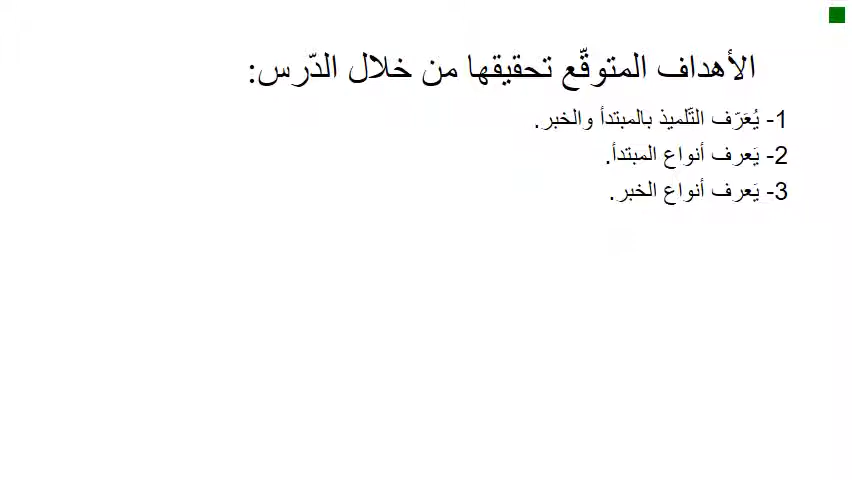 الأهداف المتوقّع تحقيقها من خلال الدّرس:
1- يُعَرّف التّلميذ بالمبتدأ والخبر.
2- يَعرف أنواع المبتدأ.
3- يَعرف أنواع الخبر.